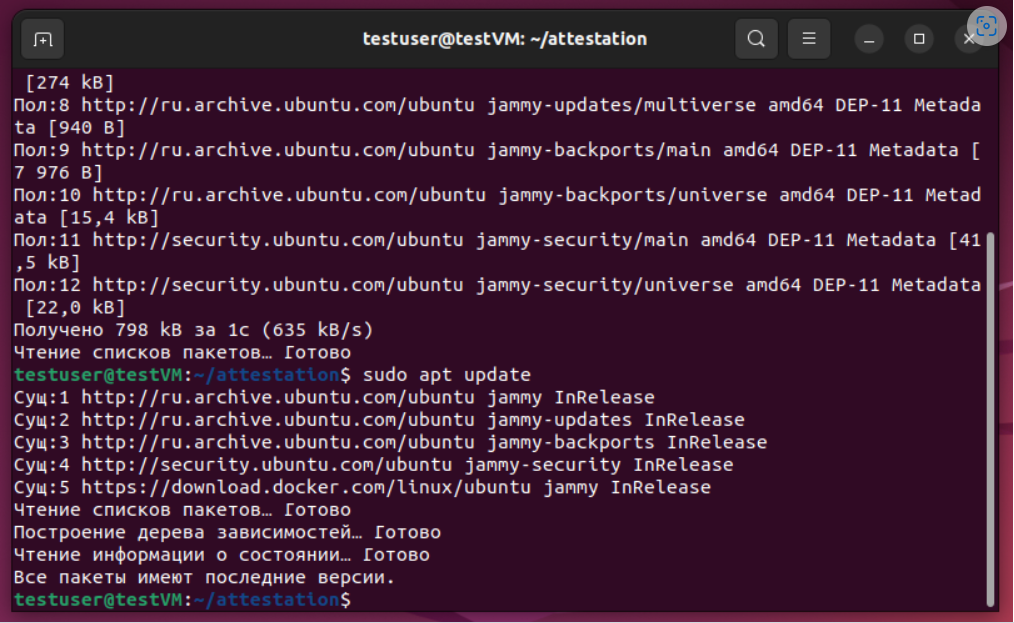 testuser@testVM: ~/attestation
[274 kB]
Пол:8 http://ru.archive.ubuntu.com/ubuntu jammy-updates/multiverse amd64 DEP-11 Metada
ta [940 B]
Пол:9 http://ru.archive.ubuntu.com/ubuntu jammy-backports/main amd64 DEP-11 Metadata [
7 976 B]
Пол:10 http://ru.archive.ubuntu.com/ubuntu jammy-backports/universe amd64 DEP-11 Metad
ata [15,4 kB]
Пол:11 http://security.ubuntu.com/ubuntu jammy-security/main amd64 DEP-11 Metadata [41
,5 kB]
Пол:12 http://security.ubuntu.com/ubuntu jammy-security/universe amd64 DEP-11 Metadata
[22,0 kB]
Получено 798 kB за 1с (635 kB/s)
Чтение списков пакетов… Готово
testuser@testVM:~/attestation$ sudo apt update
Сущ:1 http://ru.archive.ubuntu.com/ubuntu jammy InRelease
Сущ:2 http://ru.archive.ubuntu.com/ubuntu jammy-updates InRelease
Сущ:3 http://ru.archive.ubuntu.com/ubuntu jammy-backports InRelease
Сущ:4 http://security.ubuntu.com/ubuntu jammy-security InRelease
Сущ:5 https://download.docker.com/linux/ubuntu jammy InRelease
Чтение списков пакетов… Готово
Построение дерева зависимостей… Готово
Чтение информации о состоянии… Готово
Все пакеты имеют последние версии.
testuser@testVM:~/attestation$